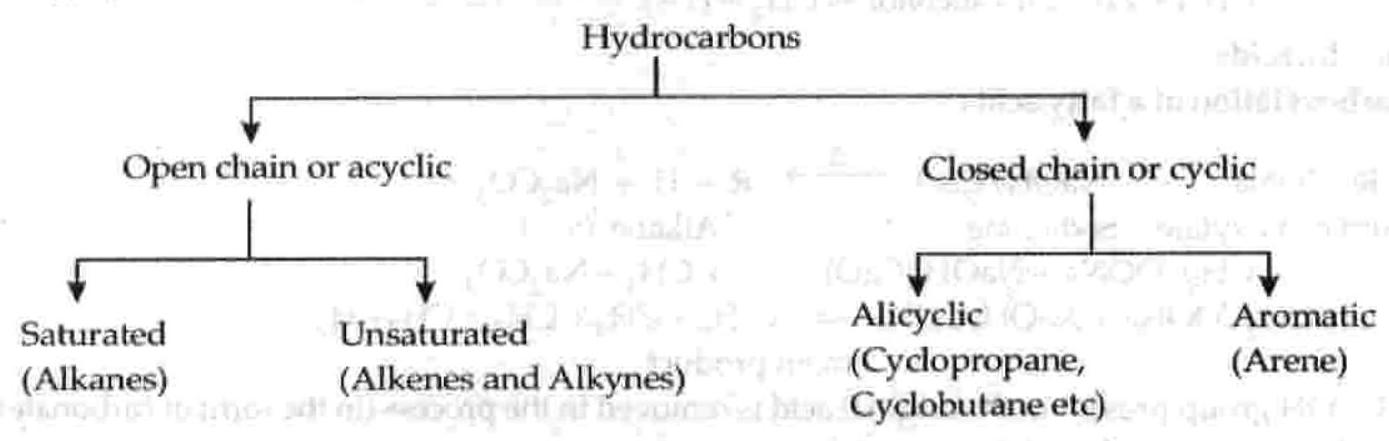 Hydrocarbons
Open chain or acyclic
Closed chain or cyclic
Saturated
(Alkanes)
Unsaturated
(Alkenes and Alkynes)
Alicyclic
(Cyclopropane,
Cyclobutane etc)
Aromatic
(Arene)